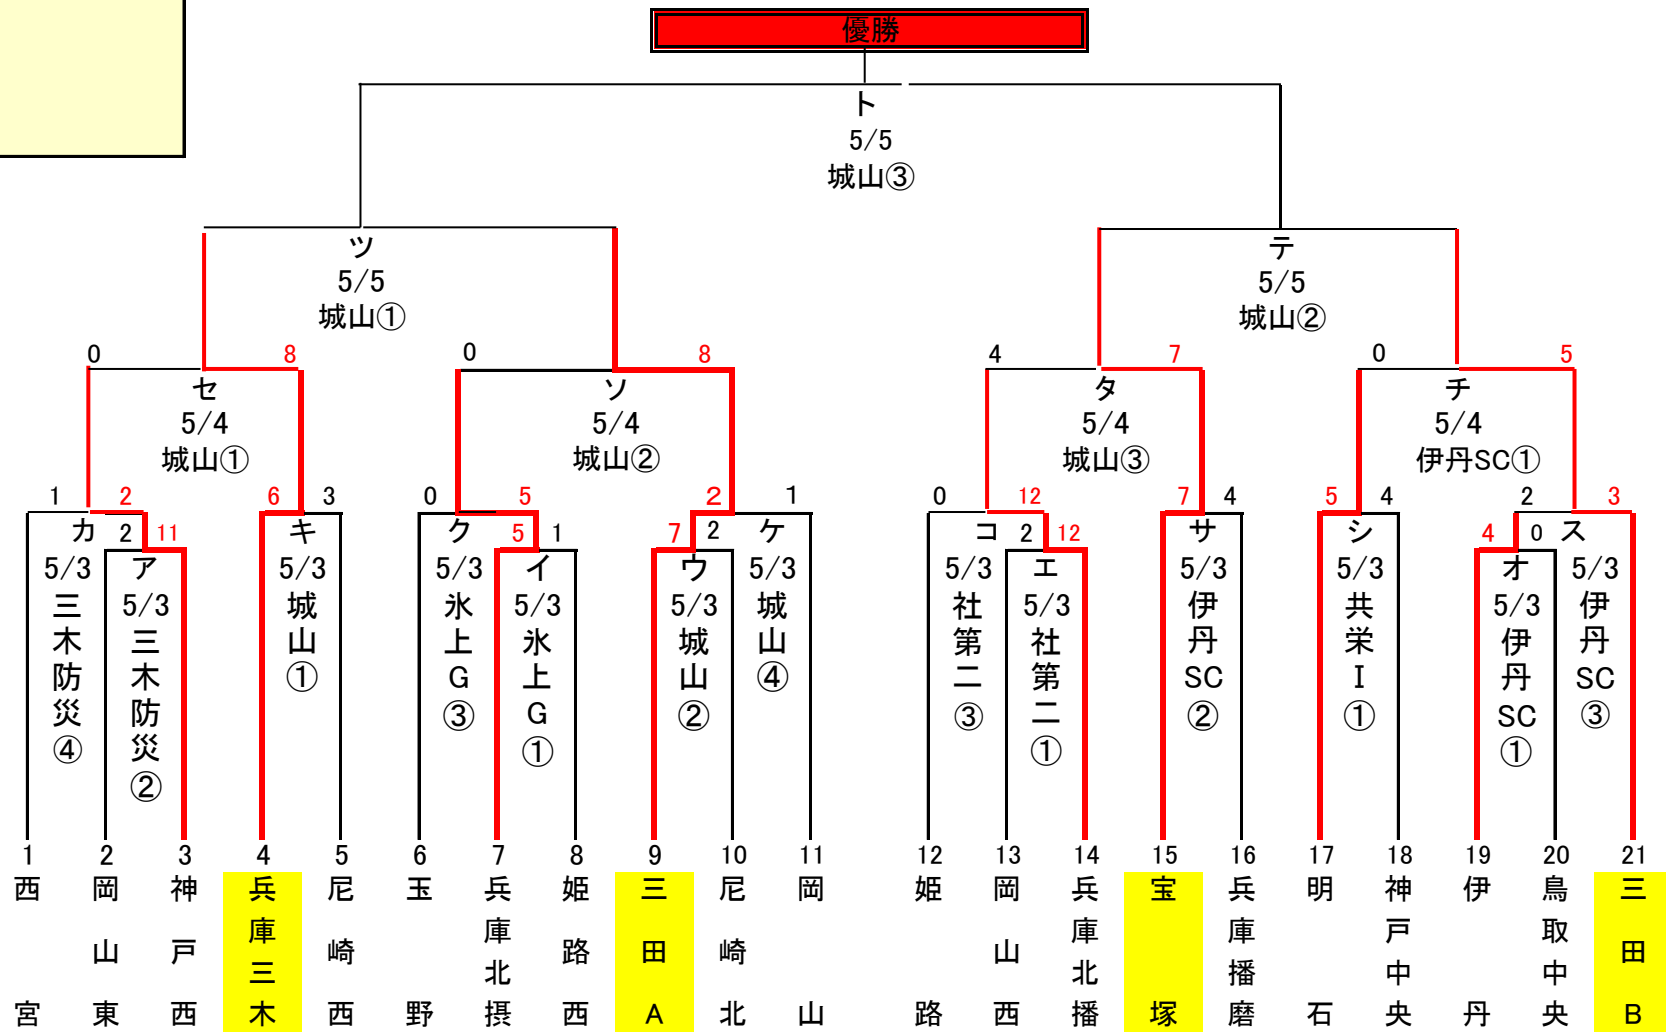 優勝
ト
5/5
城山③
ツ
5/5
城山①
テ
5/5
城山②
0 8 0 8 4 7 0 5
セ
5/4
城山①
ソ
5/4
城山②
タ
5/4
城山③
チ
5/4
伊丹SC①
1 2 6 3 0 5 2 1 0 12 7 4 5 4 2 3
2 11 5 1 7 2 2 12 4 0
カ
5/3
三木防災④
ア
5/3
三木防災②
キ
5/3
城山①
ク
5/3
氷上G③
イ
5/3
氷上G①
ウ
5/3
城山②
ケ
5/3
城山④
コ
5/3
社第二③
エ
5/3
社第二①
サ
5/3
伊丹SC②
シ
5/3
共栄I①
オ
5/3
伊丹SC①
ス
5/3
伊丹SC③
1 2 3 4 5 6 7 8 9 10 11 12 13 14 15 16 17 18 19 20 21
西宮
岡山東
神戸西
兵庫三木
尼崎西
玉野
兵庫北摂
姫路西
三田A
尼崎北
岡山
姫路
岡山西
兵庫北播
宝塚
兵庫播磨
明石
神戸中央
伊丹
鳥取中央
三田B